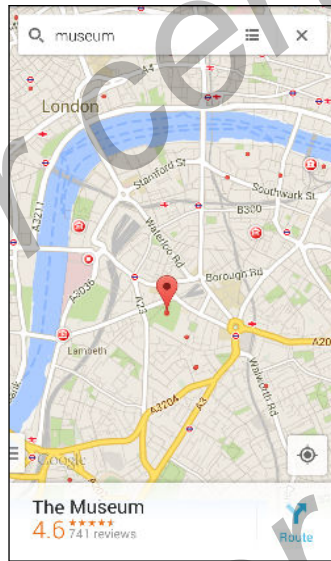 museum
A4
London
Stamford St
Southwark St
A3211
B300
Waterloo Rd
Borough Rd
A3036
A23
Lambeth
A20
Walworth Rd
A3204
A3
Google
The Museum
4.6 741 reviews
Route